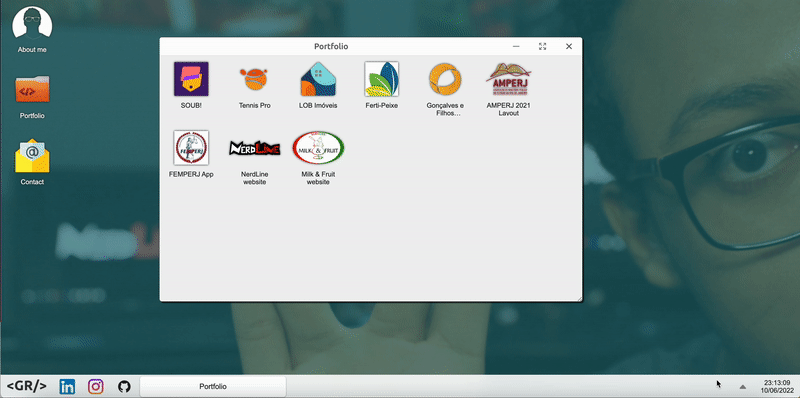 About me
Portfolio
Contact
Portfolio
SOUB!
Tennis Pro
LOB Imóveis
Ferti-Peixe
Gonçalves e
Filhos...
AMPERJ
AMPERJ 2021
Layout
FEMPERJ
FEMPERJ App
NERDLINE
NerdLine
website
MILK & FRUIT
Milk & Fruit
website
<GR/>
Portfolio
23:13:09
10/06/2022